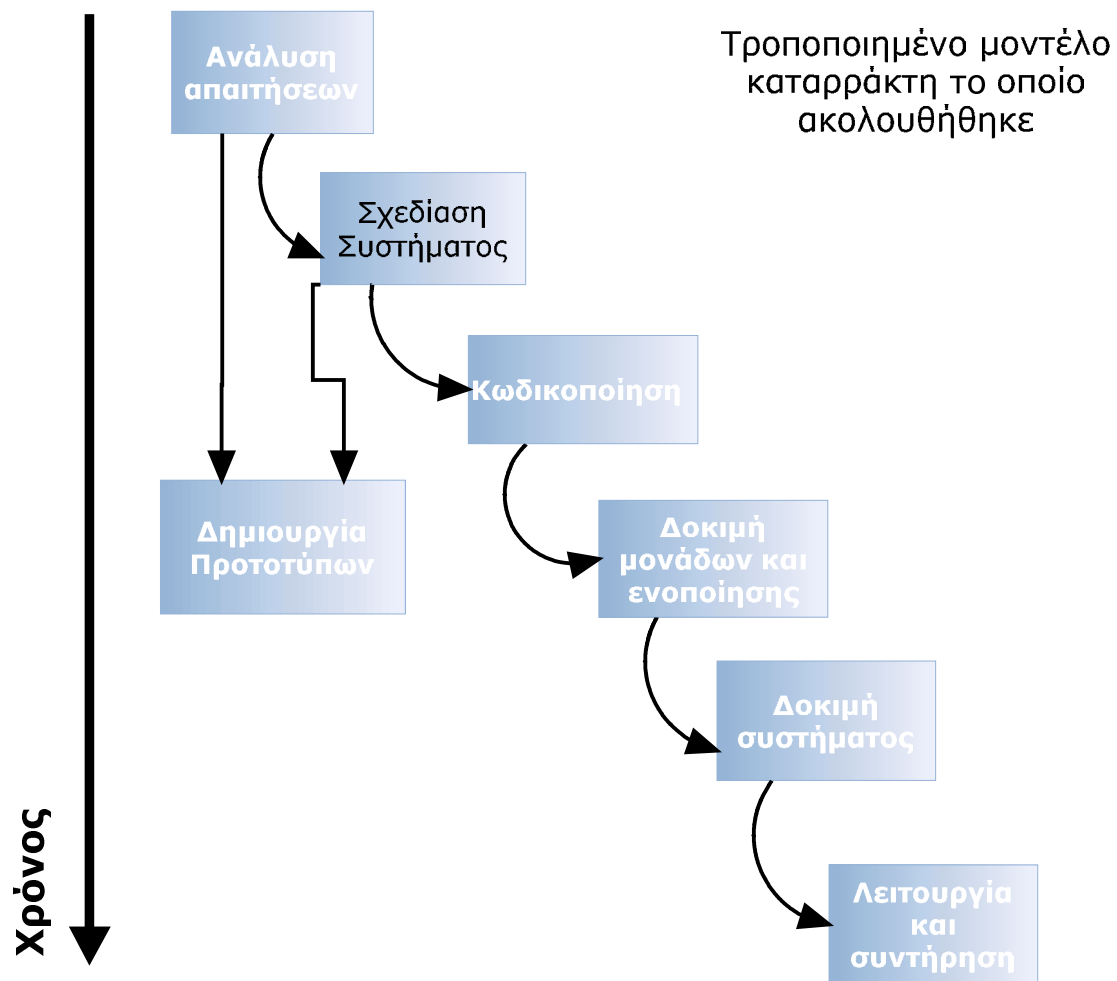 Ανάλυση
απαιτήσεων
Τροποποιημένο μοντέλο
καταρράκτη το οποίο
ακολουθήθηκε
Σχεδίαση
Συστήματος
Κωδικοποίηση
Δημιουργία
Προτοτύπων
Δοκιμή
μονάδων και
ενοποίησης
Δοκιμή
συστήματος
Χρόνος
Λειτουργία
και
συντήρηση